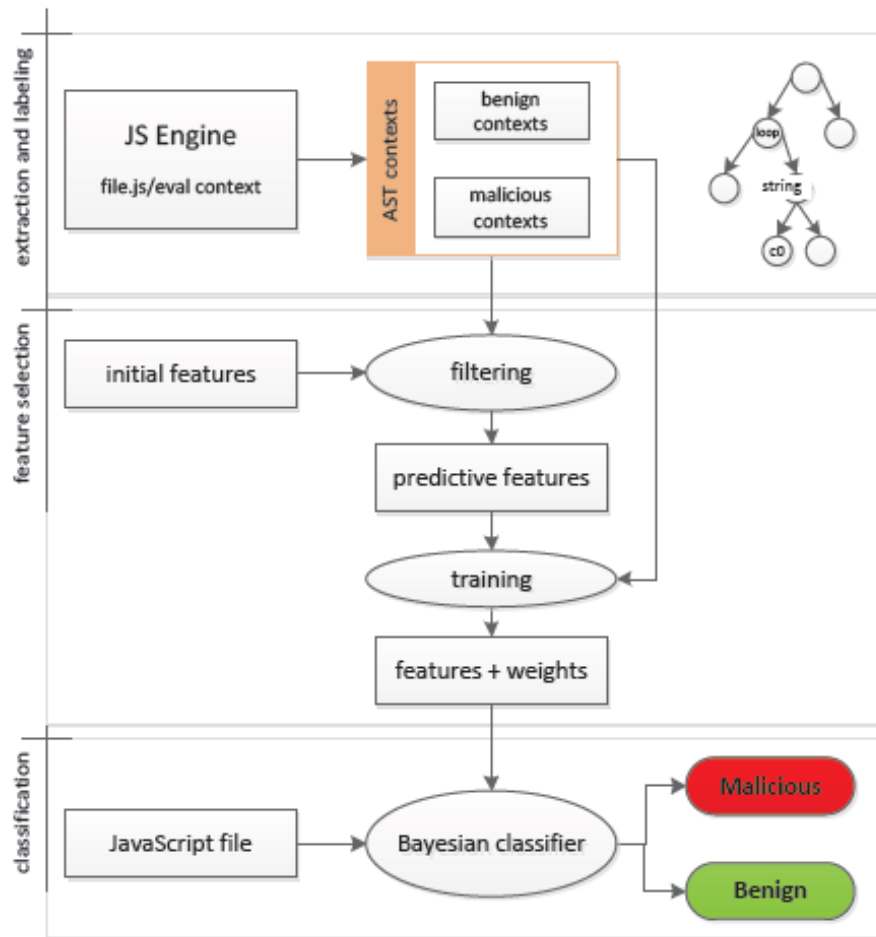 extraction and labeling
JS Engine
file.js/eval context
AST contexts
benign
contexts
malicious
contexts
loop
string
c0
feature selection
initial features
filtering
predictive features
training
features + weights
classification
JavaScript file
Bayesian classifier
Malicious
Benign